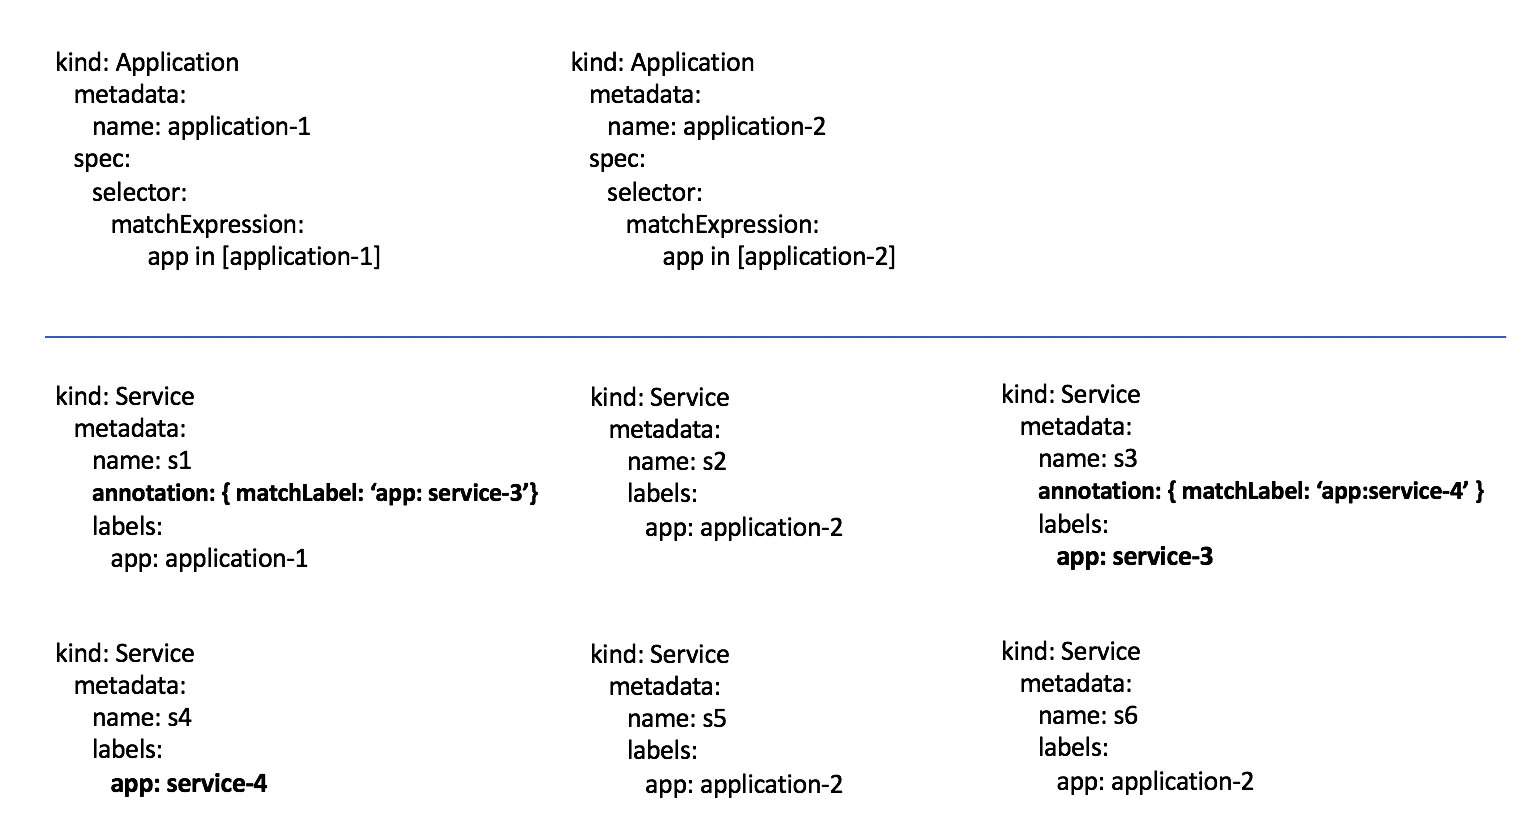 kind: Application
metadata:
name: application-1
spec:
selector:
matchExpression:
app in [application-1]
kind: Application
metadata:
name: application-2
spec:
selector:
matchExpression:
app in [application-2]
kind: Service
metadata:
name: s1
annotation: { matchLabel: ‘app: service-3’}
labels:
app: application-1
kind: Service
metadata:
name: s2
labels:
app: application-2
kind: Service
metadata:
name: s3
annotation: { matchLabel: ‘app:service-4’ }
labels:
app: service-3
kind: Service
metadata:
name: s4
labels:
app: service-4
kind: Service
metadata:
name: s5
labels:
app: application-2
kind: Service
metadata:
name: s6
labels:
app: application-2